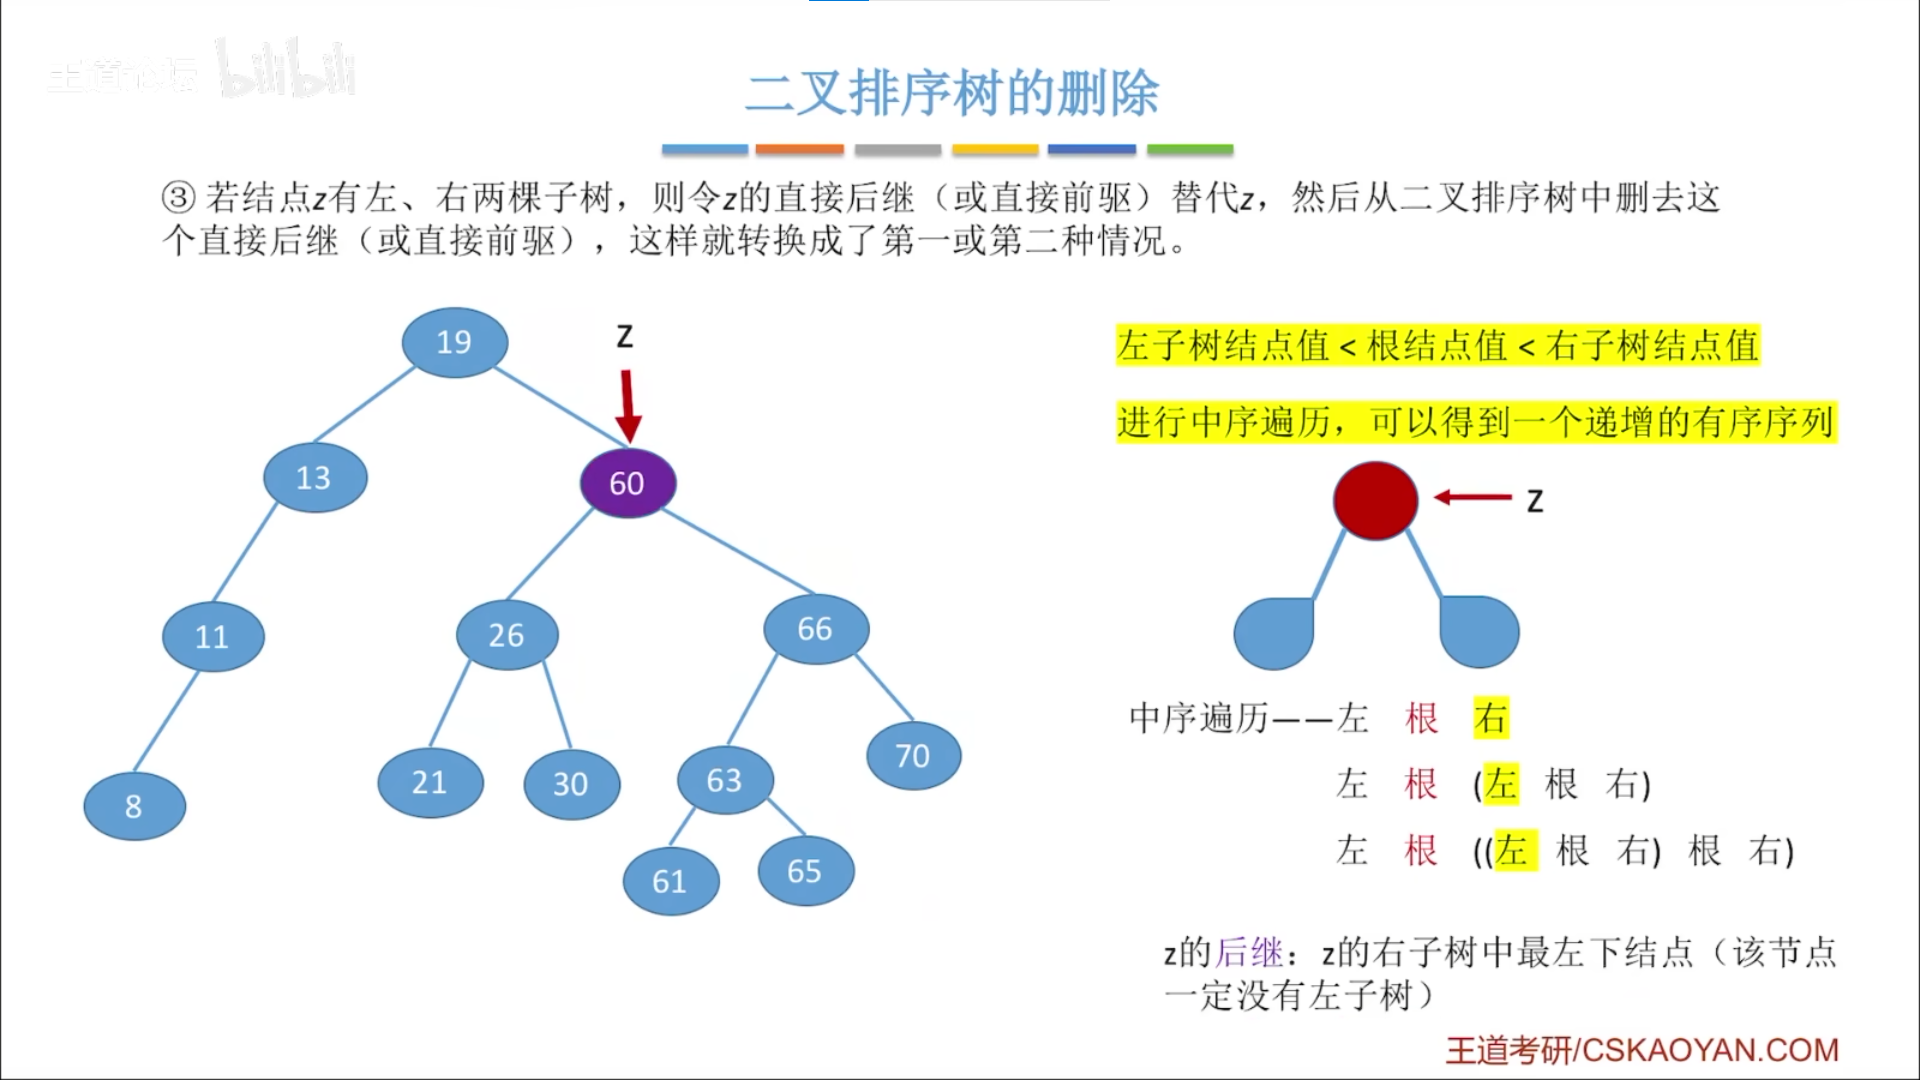 王道论坛 bilibili
二叉排序树的删除
③ 若结点z有左、右两棵子树，则令z的直接后继（或直接前驱）替代z，然后从二叉排序树中删去这
个直接后继（或直接前驱），这样就转换成了第一或第二种情况。
19
z
13
60
11
26
66
8
21
30
63
70
61
65
左子树结点值 < 根结点值 < 右子树结点值
进行中序遍历，可以得到一个递增的有序序列
z
中序遍历——左 根 右
左 根 (左 根 右)
左 根 ((左 根 右) 根 右)
z的后继：z的右子树中最左下结点（该节点
一定没有左子树）
王道考研/CSKAOYAN.COM